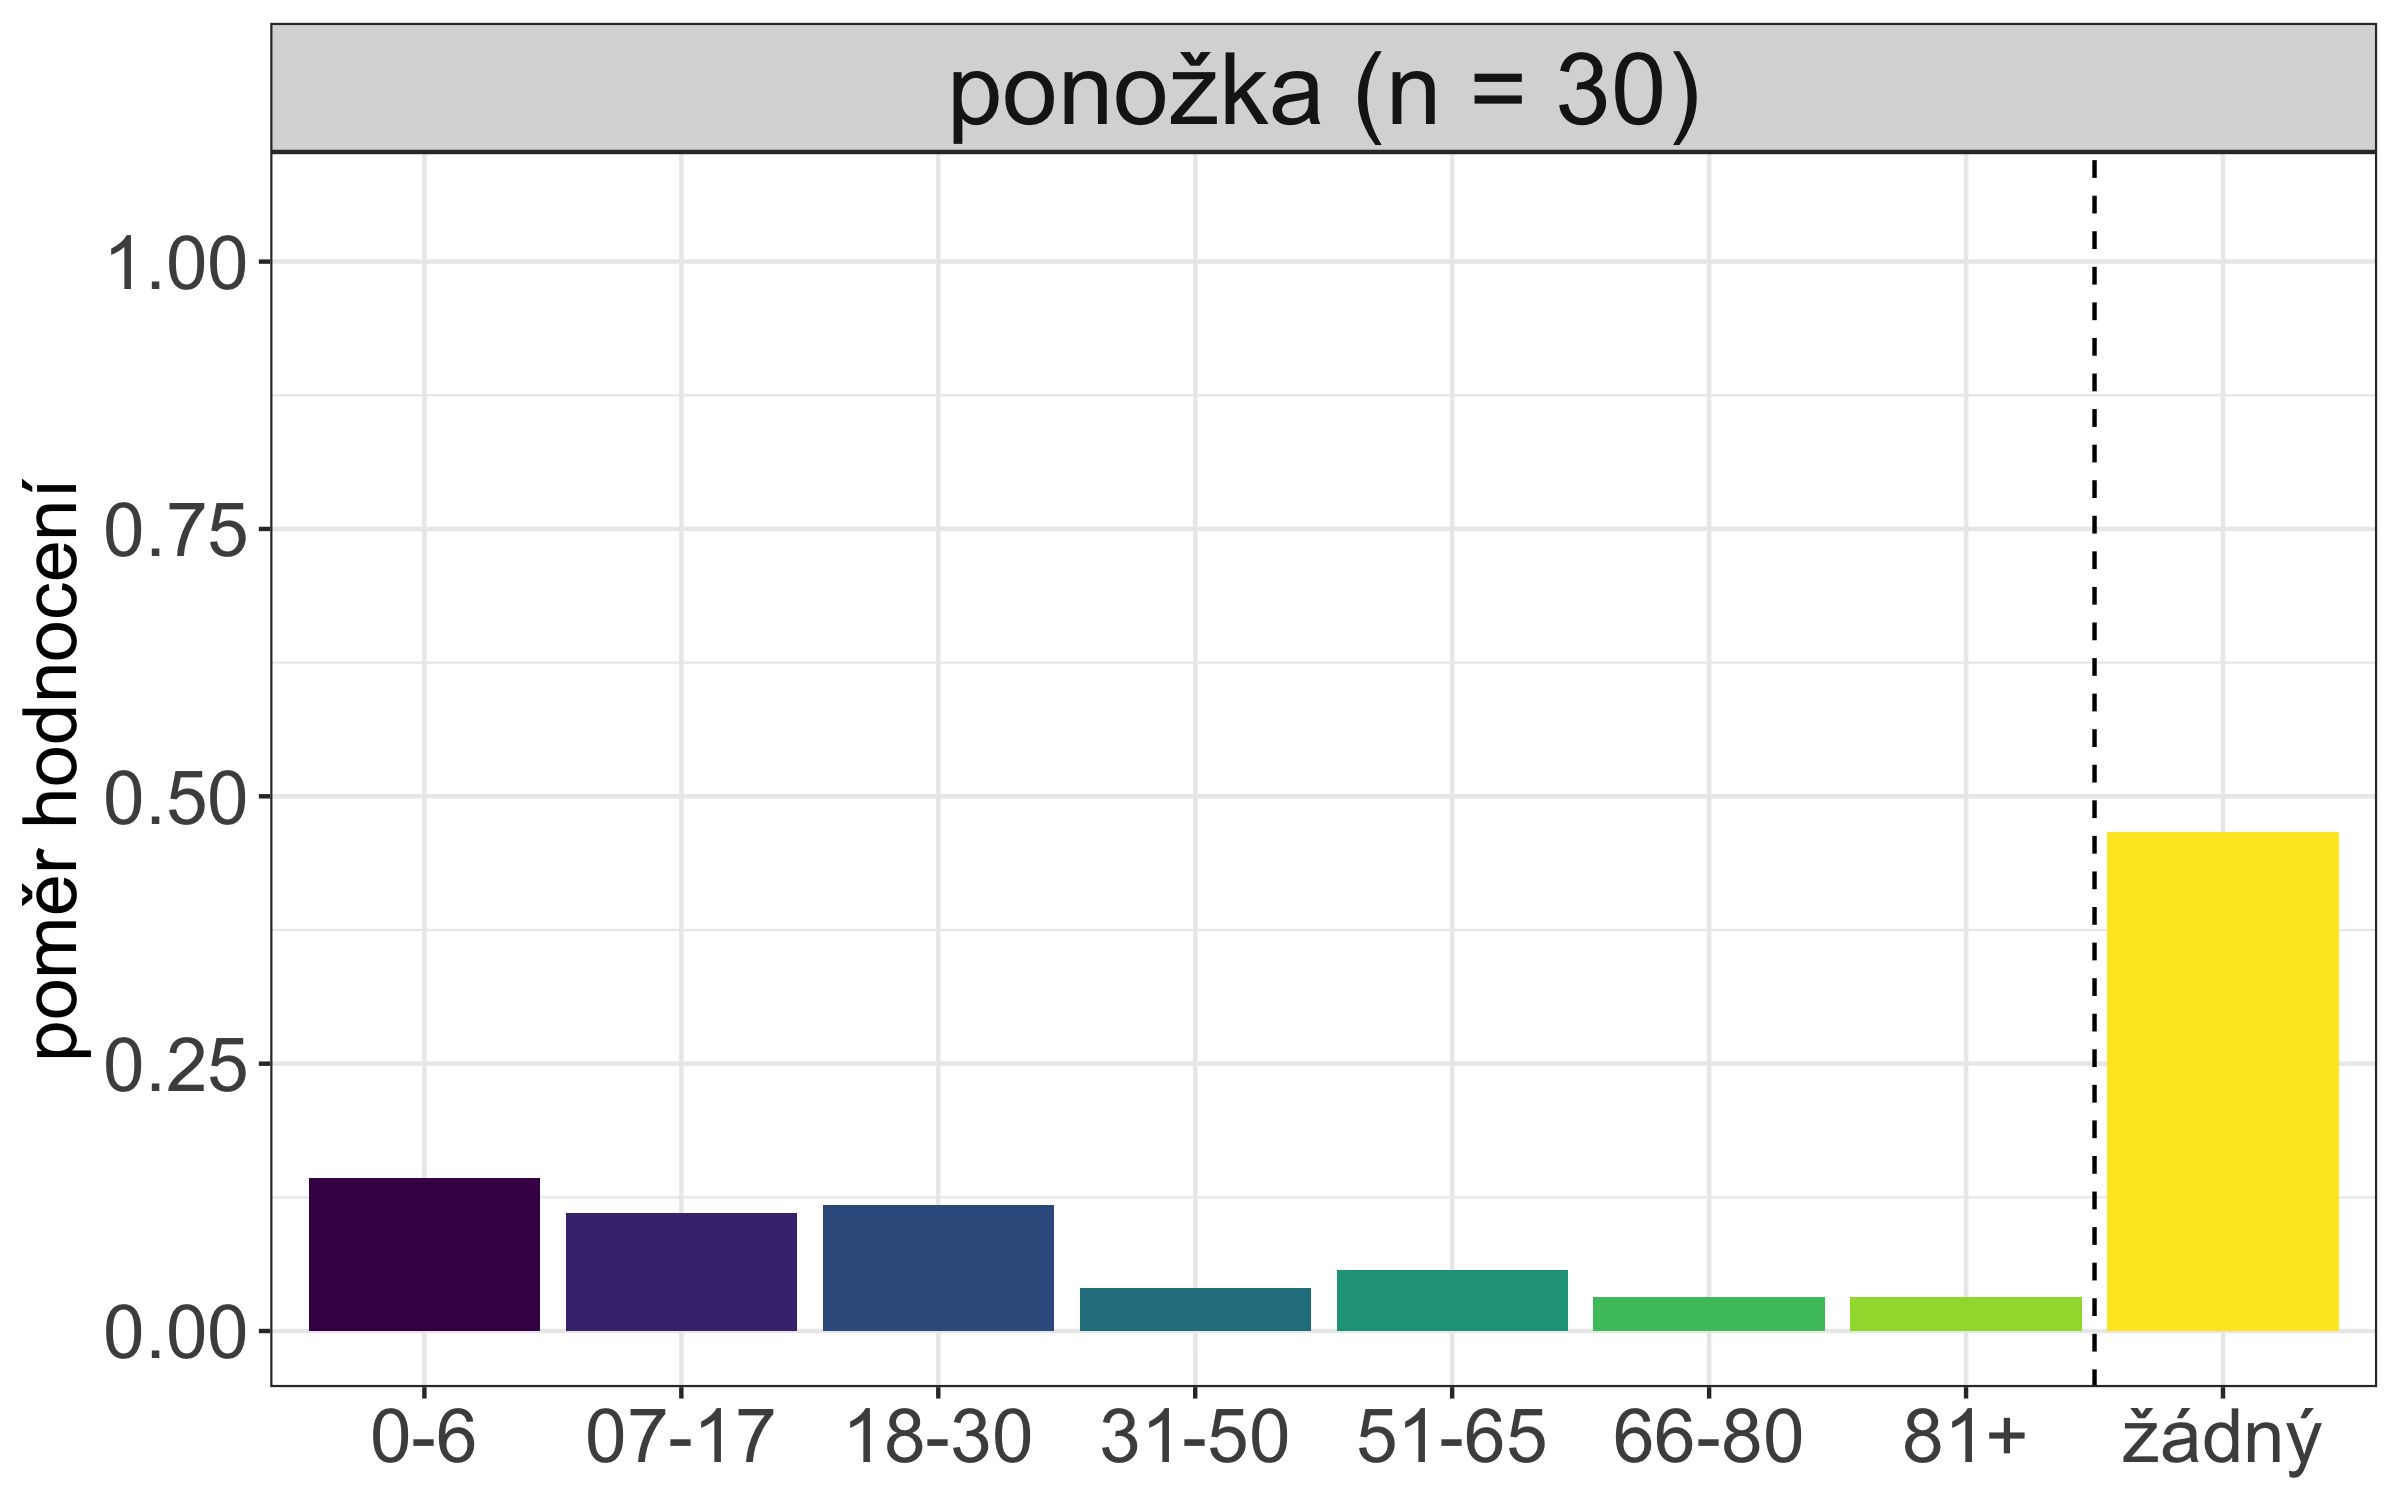 ponožka (n = 30)
poměr hodnocení
1.00
0.75
0.50
0.25
0.00
0-6 07-17 18-30 31-50 51-65 66-80 81+ žádný